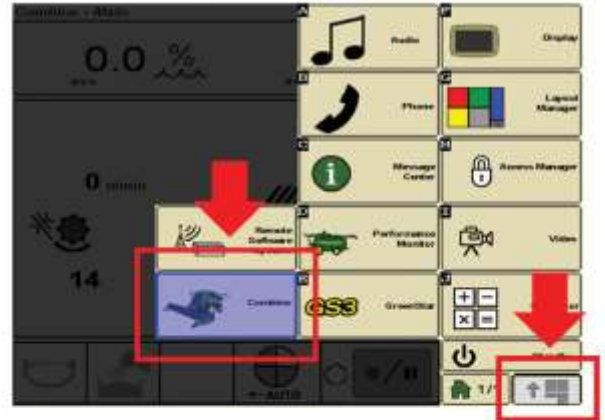 Combine - Main
0.0 %
0
14
AUTO
A
Audio
F
Display
Phone
G
Layout
Manager
C
Message
Center
H
Access Manager
Remote
Software
D
Performance
Monitor
I
Video
Combine
GS3
GreenStar
+ −
× =